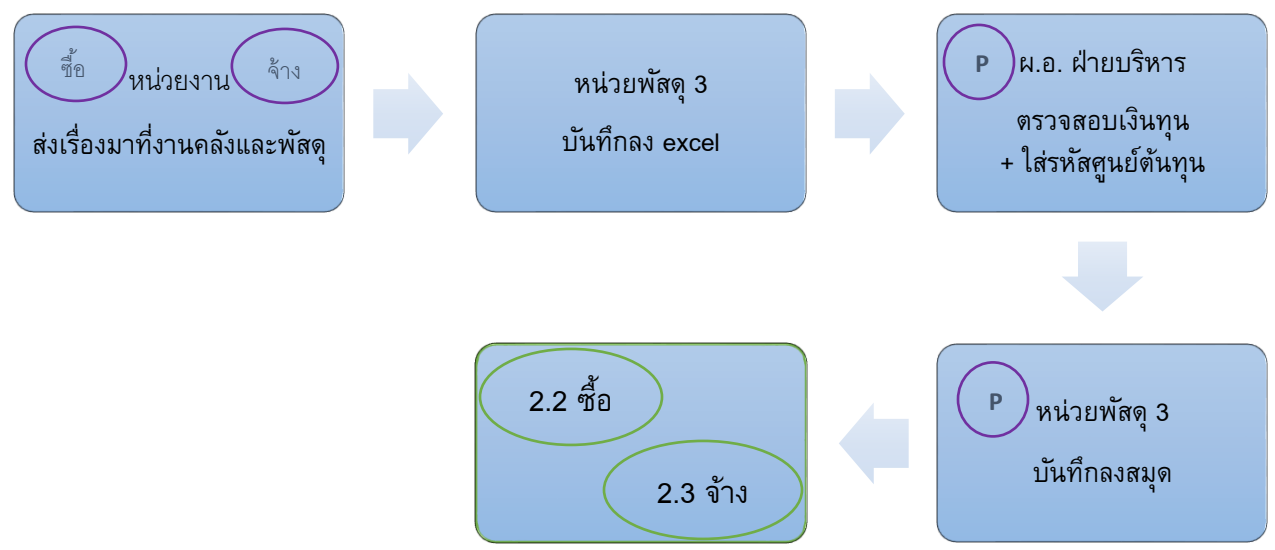 ซื้อ หน่วยงาน จ้าง
ส่งเรื่องมาที่งานคลังและพัสดุ
หน่วยพัสดุ 3
บันทึกลง excel
P ผ.อ. ฝ่ายบริหาร
ตรวจสอบเงินทุน
+ ใส่รหัสศูนย์ต้นทุน
P หน่วยพัสดุ 3
บันทึกลงสมุด
2.2 ซื้อ
2.3 จ้าง